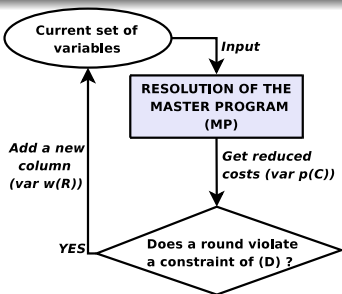 Current set of
variables
Input
RESOLUTION OF THE
MASTER PROGRAM
(MP)
Get reduced
costs (var p(C))
Does a round violate
a constraint of (D) ?
YES
Add a new
column
(var w(R))